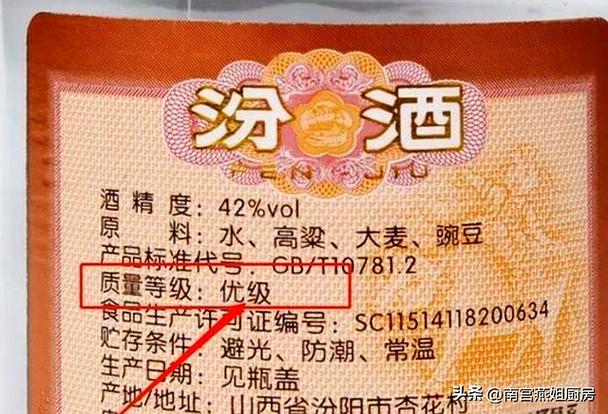 汾酒
FEN JIU
酒精度：42%vol
原料：水、高粱、大麦、豌豆
产品标准代号：GB/T10781.2
质量等级：优级
食品生产许可证编号：SC11514118200634
贮存条件：避光、防潮、常温
生产日期：见瓶盖
产地/地址：山西省汾阳市杏花村
头条 @南宫燕姐厨房